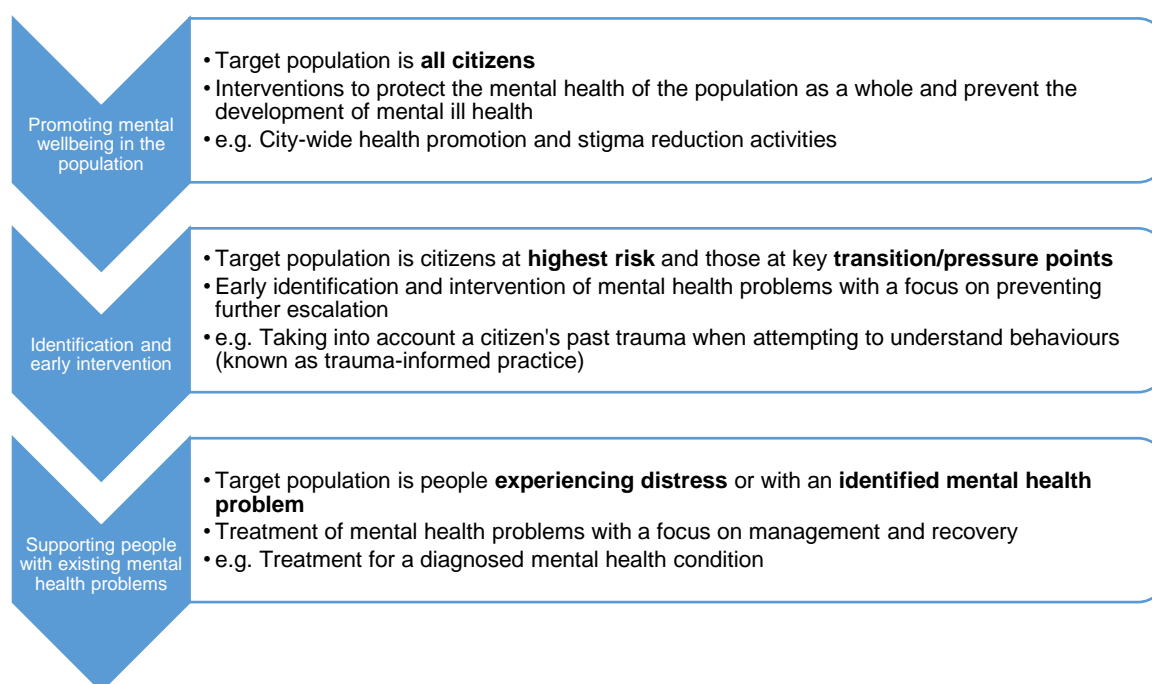 Promoting mental
wellbeing in the
population
• Target population is all citizens
• Interventions to protect the mental health of the population as a whole and prevent the
development of mental ill health
• e.g. City-wide health promotion and stigma reduction activities
Identification and
early intervention
• Target population is citizens at highest risk and those at key transition/pressure points
• Early identification and intervention of mental health problems with a focus on preventing
further escalation
• e.g. Taking into account a citizen's past trauma when attempting to understand behaviours
(known as trauma-informed practice)
Supporting people
with existing mental
health problems
• Target population is people experiencing distress or with an identified mental health
problem
• Treatment of mental health problems with a focus on management and recovery
• e.g. Treatment for a diagnosed mental health condition